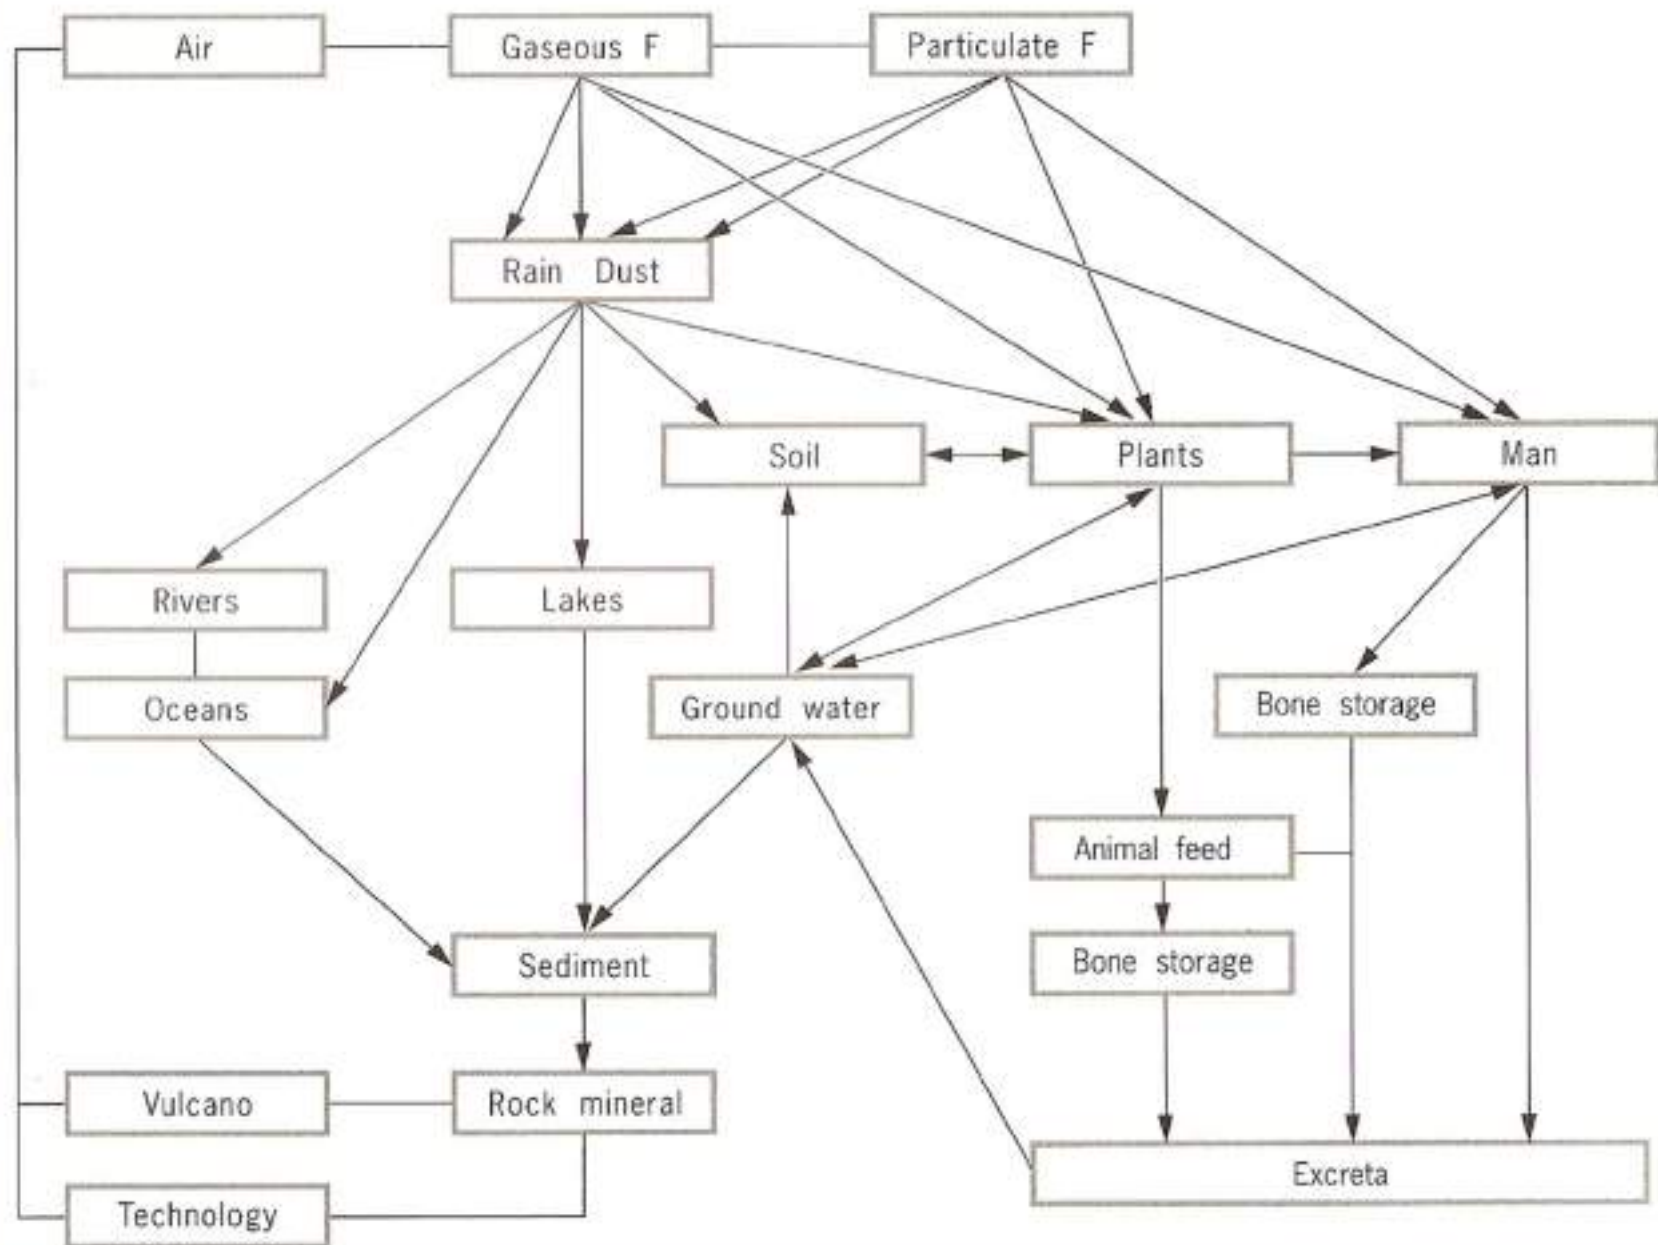 Air
Gaseous F
Particulate F
Rain Dust
Soil
Plants
Man
Rivers
Lakes
Oceans
Ground water
Bone storage
Animal feed
Sediment
Bone storage
Vulcano
Rock mineral
Technology
Excreta